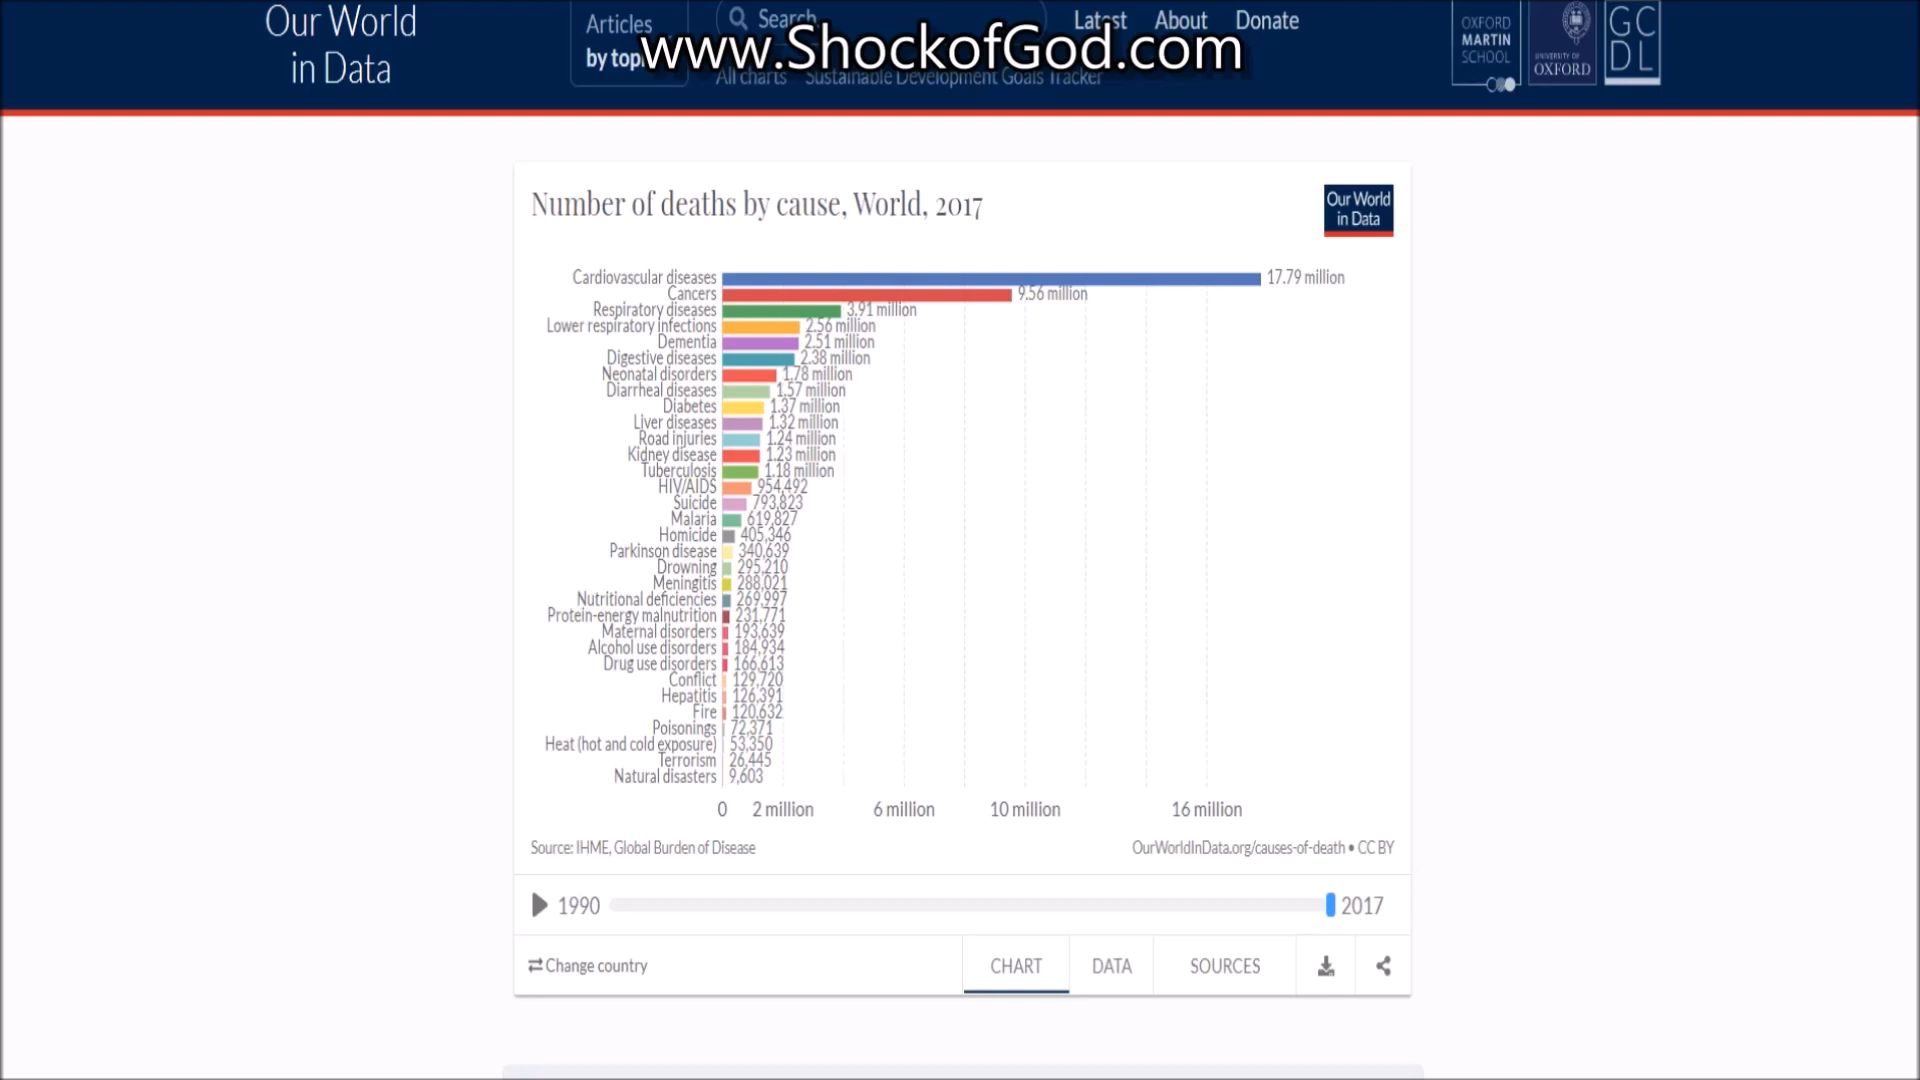 Our World
in Data
Articles
by top
Search
Latest
About
Donate
www.ShockofGod.com
All charts
Sustainable Development Goals Tracker
OXFORD
MARTIN
SCHOOL
UNIVERSITY OF
OXFORD
GC
DL
Number of deaths by cause, World, 2017
Our World
in Data
Cardiovascular diseases 17.79 million
Cancers 9.56 million
Respiratory diseases 3.91 million
Lower respiratory infections 2.56 million
Dementia 2.51 million
Digestive diseases 2.38 million
Neonatal disorders 1.78 million
Diarrheal diseases 1.57 million
Diabetes 1.37 million
Liver diseases 1.32 million
Road injuries 1.24 million
Kidney disease 1.23 million
Tuberculosis 1.18 million
HIV/AIDS 954,492
Suicide 793,823
Malaria 619,827
Homicide 405,346
Parkinson disease 340,639
Drowning 295,210
Meningitis 288,021
Nutritional deficiencies 269,997
Protein-energy malnutrition 231,771
Maternal disorders 193,639
Alcohol use disorders 184,934
Drug use disorders 166,613
Conflict 129,720
Hepatitis 126,391
Fire 120,632
Poisonings 72,371
Heat (hot and cold exposure) 53,350
Terrorism 26,445
Natural disasters 9,603
0 2 million 6 million 10 million 16 million
Source: IHME, Global Burden of Disease
OurWorldInData.org/causes-of-death • CC BY
1990
2017
Change country
CHART
DATA
SOURCES